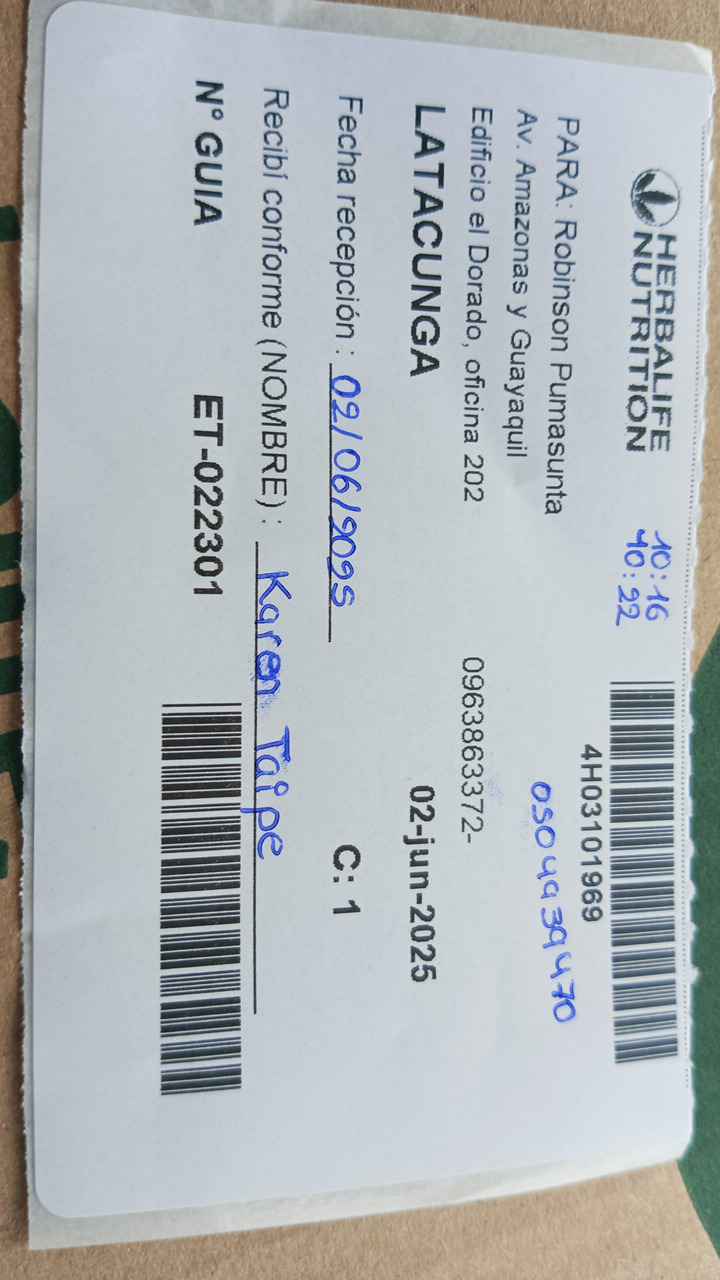 HERBALIFE
NUTRITION
10:16
10:22
4H03101969
PARA: Robinson Pumasunta
0504939470
Av. Amazonas y Guayaquil
Edificio el Dorado, oficina 202 0963863372-
LATACUNGA 02-jun-2025
Fecha recepción : 02/06/2025 C: 1
Recibí conforme (NOMBRE) : Karen Taipe
N° GUIA ET-022301